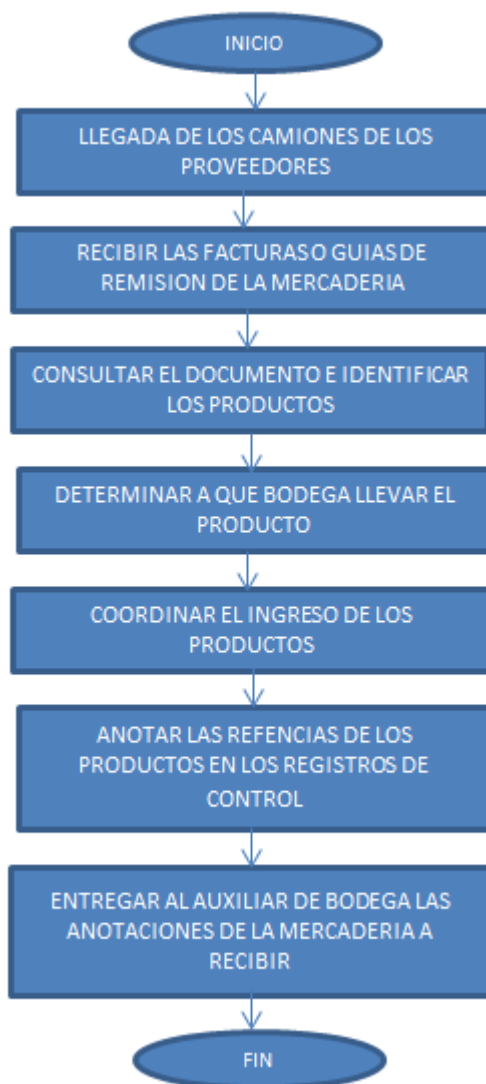 INICIO
LLEGADA DE LOS CAMIONES DE LOS
PROVEEDORES
RECIBIR LAS FACTURAS O GUIAS DE
REMISION DE LA MERCADERIA
CONSULTAR EL DOCUMENTO E IDENTIFICAR
LOS PRODUCTOS
DETERMINAR A QUE BODEGA LLEVAR EL
PRODUCTO
COORDINAR EL INGRESO DE LOS
PRODUCTOS
ANOTAR LAS REFENCIAS DE LOS
PRODUCTOS EN LOS REGISTROS DE
CONTROL
ENTREGAR AL AUXILIAR DE BODEGA LAS
ANOTACIONES DE LA MERCADERIA A
RECIBIR
FIN